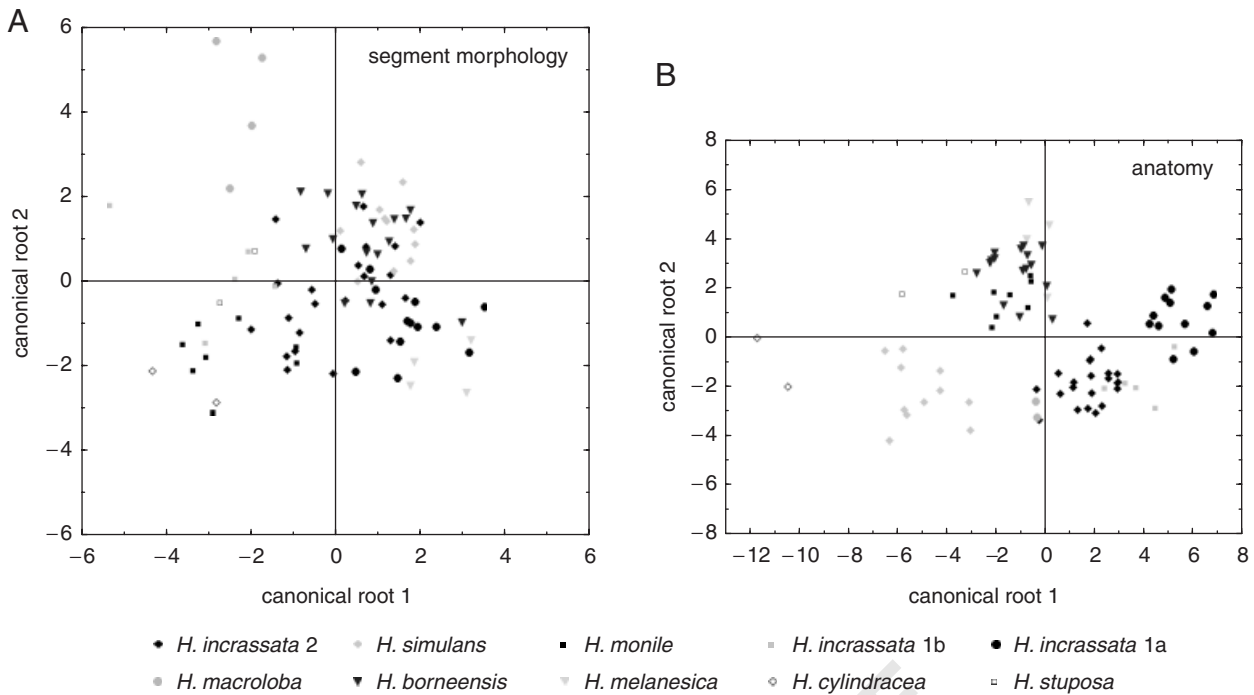 A
segment morphology
6
4
2
0
−2
−4
−6
−6
−4
−2
0
2
4
6
canonical root 2
canonical root 1
B
anatomy
8
6
4
2
0
−2
−4
−6
−8
−12
−10
−8
−6
−4
−2
0
2
4
6
8
canonical root 2
canonical root 1
H. incrassata 2
H. simulans
H. monile
H. incrassata 1b
H. incrassata 1a
H. macroloba
H. borneensis
H. melanesica
H. cylindracea
H. stuposa